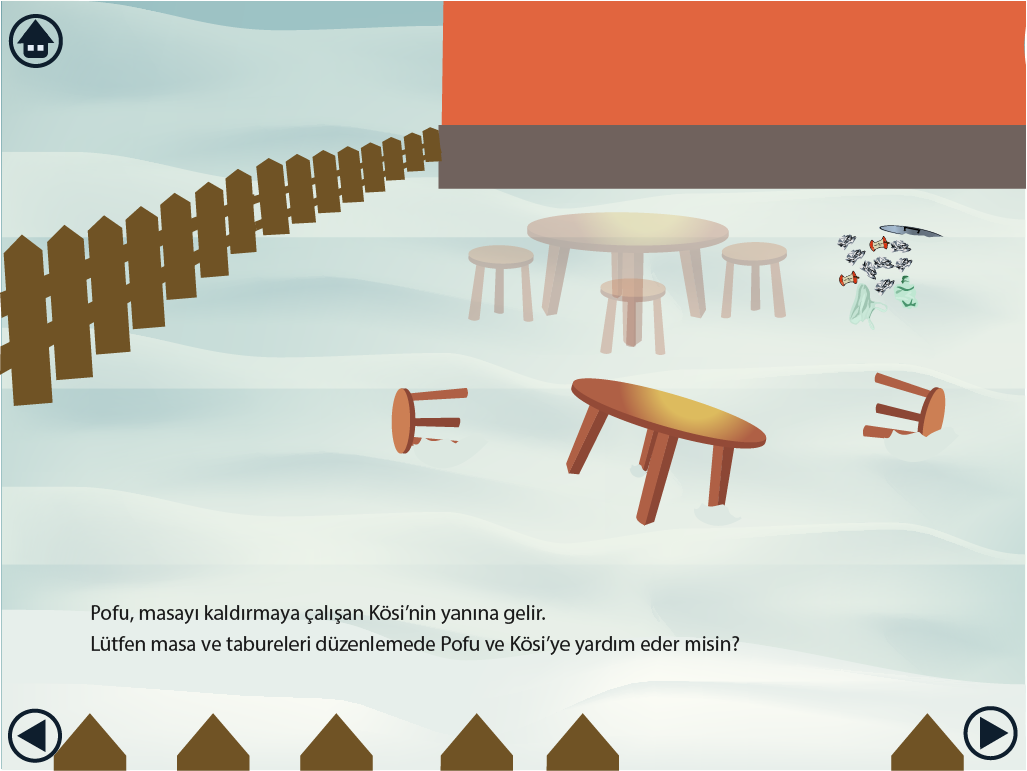 Pofu, masayı kaldırmaya çalışan Kösi’nin yanına gelir.
Lütfen masa ve tabureleri düzenlemede Pofu ve Kösi’ye yardım eder misin?